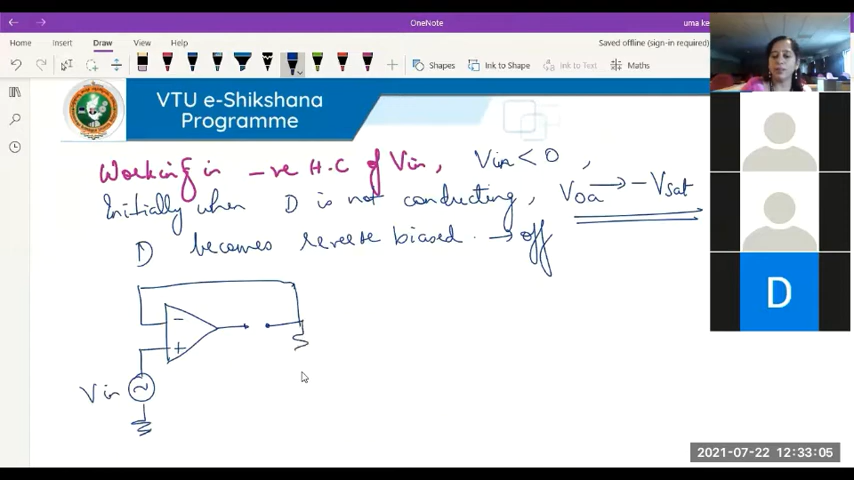 OneNote
uma ke
Home Insert Draw View Help
Saved offline (sign-in required)
Shapes Ink to Shape Ink to Text Maths
VTU e-Shikshana
Programme
Working in -ve H.C of Vin, Vin < 0,
Initially when D is not conducting, VOA → -Vsat
D becomes reverse biased. → off
-
+
Vin
D
2021-07-22 12:33:05